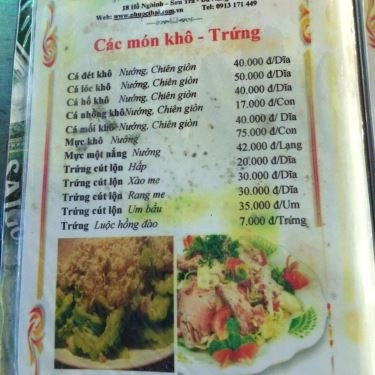 18 Hồ Nghinh – Sơn Trà – Đà Nẵng
Web: www.phuocthai.com.vn Tel: 0913 171 449
Các món khô - Trứng
Cá dét khô Nướng, Chiên giòn 40.000 đ/Dĩa
Cá lóc khô Nướng, Chiên giòn 50.000 đ/Dĩa
Cá hố khô Nướng, Chiên giòn 40.000 đ/Dĩa
Cá nhồng khô Nướng, Chiên giòn 17.000 đ/Con
Cá mối khô Nướng, Chiên giòn 40.000 đ/Dĩa
Mực khô Nướng 75.000 đ/Con
Mực một nắng Nướng 42.000 đ/Lạng
Trứng cút lộn Hấp 20.000 đ/Dĩa
Trứng cút lộn Xào me 30.000 đ/Dĩa
Trứng cút lộn Rang me 30.000 đ/Dĩa
Trứng cút lộn Um bầu 35.000 đ/Um
Trứng Luộc hồng đào 7.000 đ/Trứng